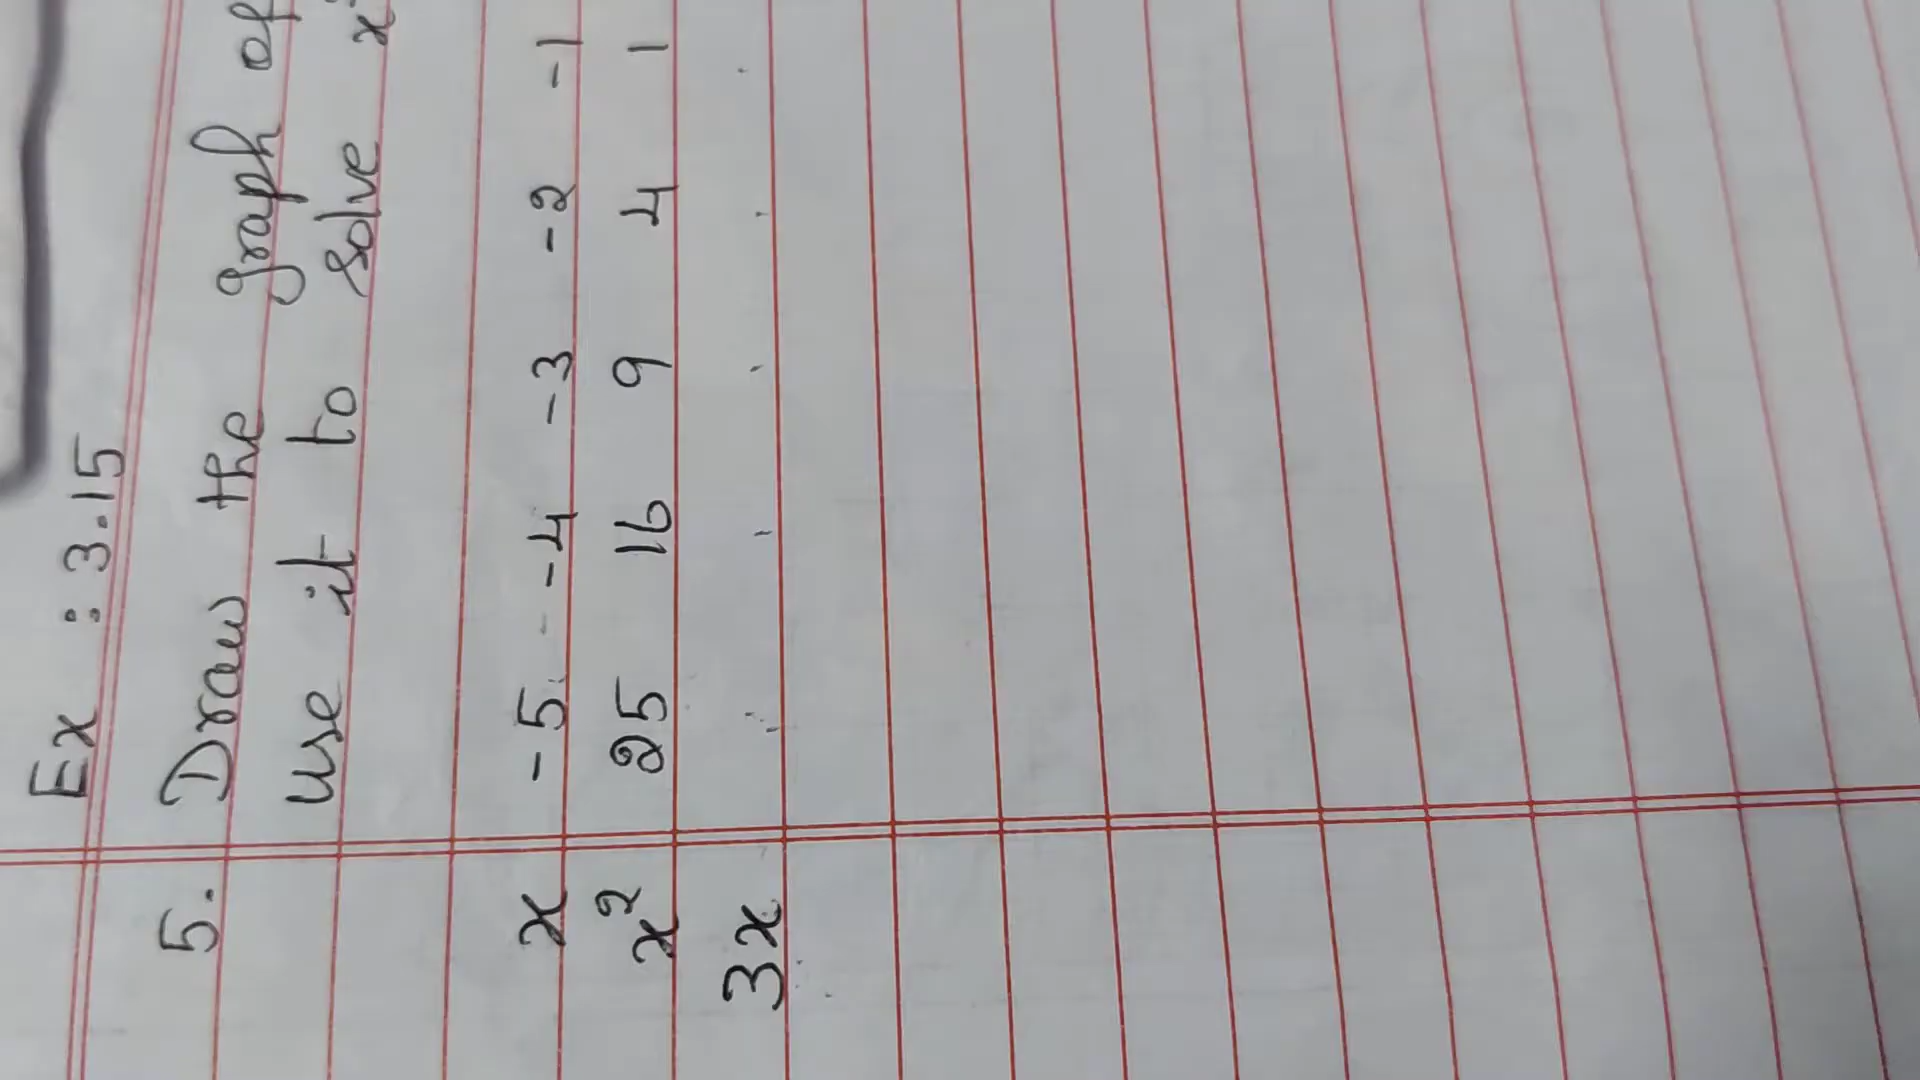 Ex : 3.15
5. Draw the graph of
use it to solve x
x -5 -4 -3 -2 -1
x² 25 16 9 4 1
3x